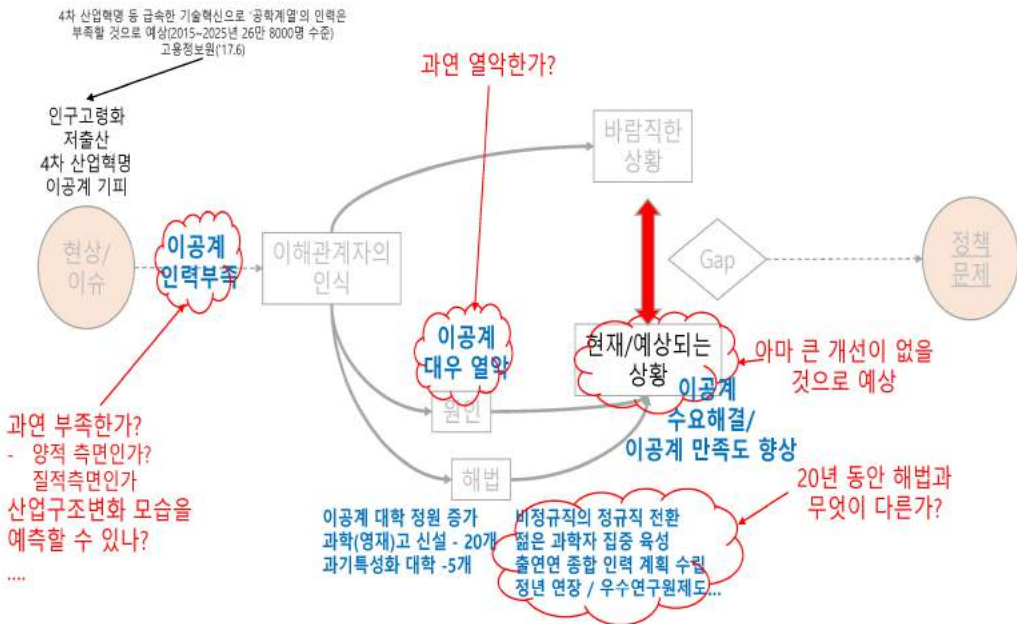 4차 산업혁명 등 급속한 기술혁신으로 '공학계열'의 인력은
부족할 것으로 예상(2015~2025년 26만 8000명 수준)
고용정보원('17.6)
과연 열악한가?
인구고령화
저출산
4차 산업혁명
이공계 기피
바람직한
상황
현상/
이슈
이공계
인력부족
이해관계자의
인식
Gap
정책
문제
이공계
대우 열악
현재/예상되는
상황
아마 큰 개선이 없을
것으로 예상
원인
이공계
수요해결/
이공계 만족도 향상
과연 부족한가?
- 양적 측면인가?
질적측면인가
산업구조변화 모습을
예측할 수 있나?
....
해법
20년 동안 해법과
무엇이 다른가?
이공계 대학 정원 증가
과학(영재)고 신설 - 20개
과기특성화 대학 -5개
비정규직의 정규직 전환
젊은 과학자 집중 육성
출연연 종합 인력 계획 수립
정년 연장 / 우수연구원제도...